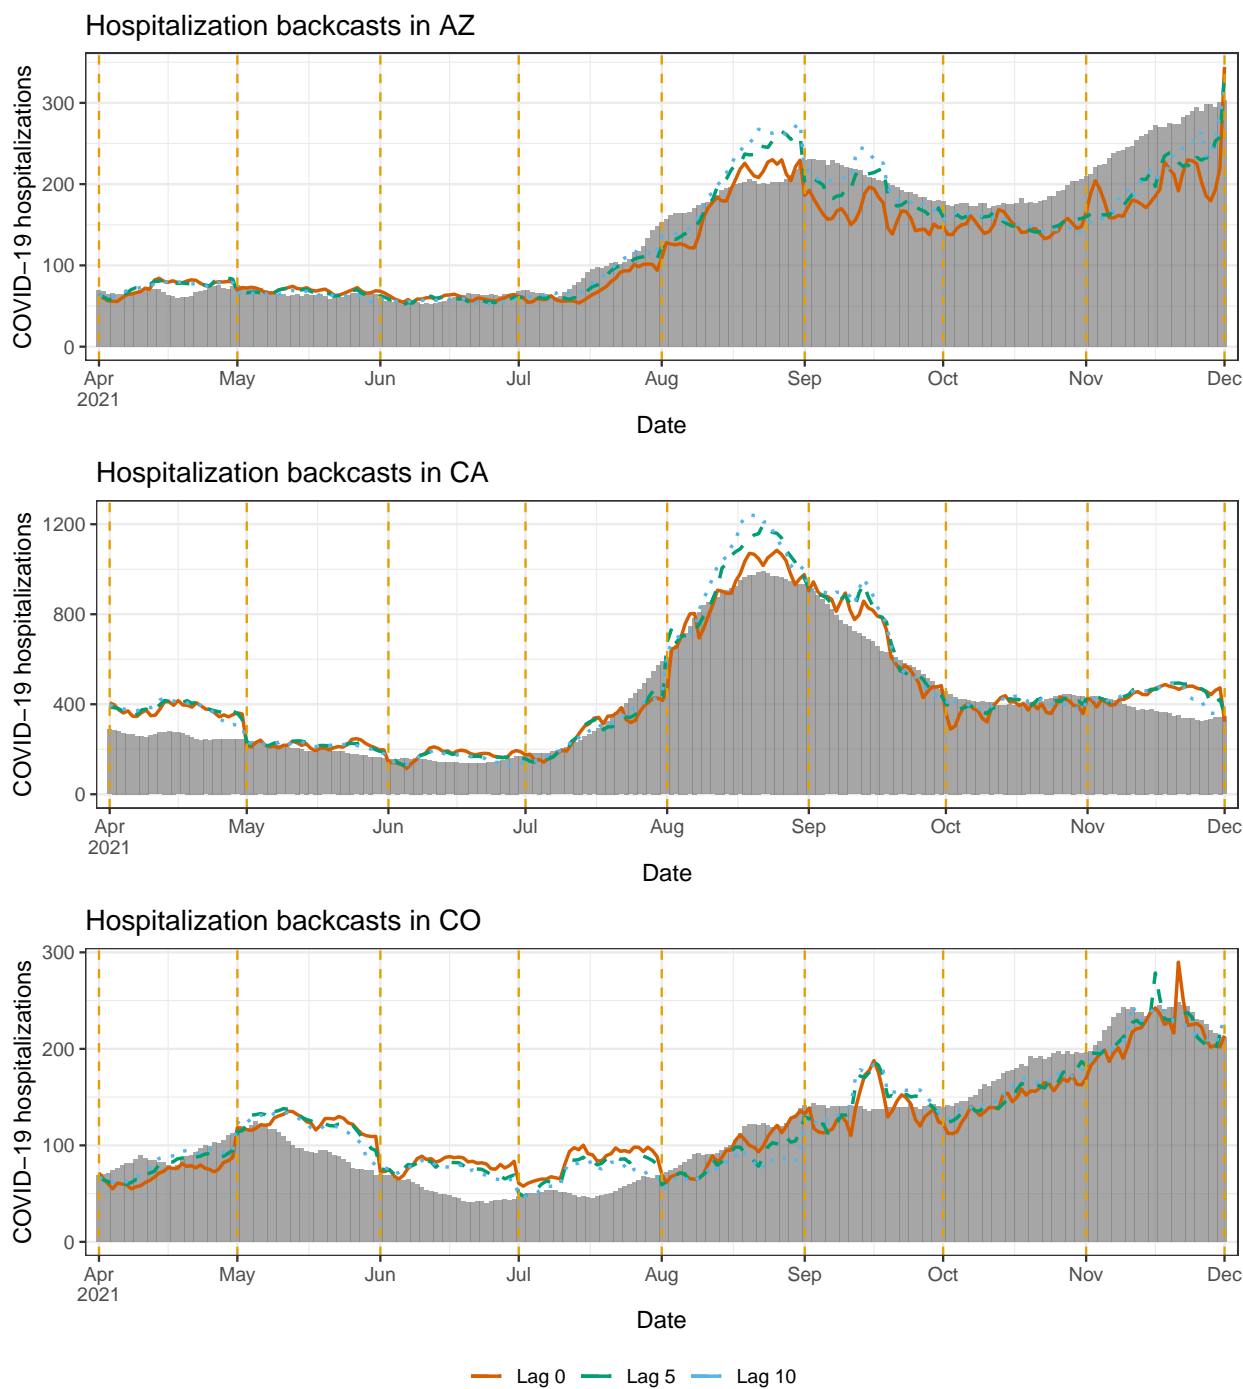 Hospitalization backcasts in AZ
COVID−19 hospitalizations
300
200
100
0
Apr May Jun Jul Aug Sep Oct Nov Dec
2021
Date
Hospitalization backcasts in CA
COVID−19 hospitalizations
1200
800
400
0
Apr May Jun Jul Aug Sep Oct Nov Dec
2021
Date
Hospitalization backcasts in CO
COVID−19 hospitalizations
300
200
100
0
Apr May Jun Jul Aug Sep Oct Nov Dec
2021
Date
Lag 0 Lag 5 Lag 10